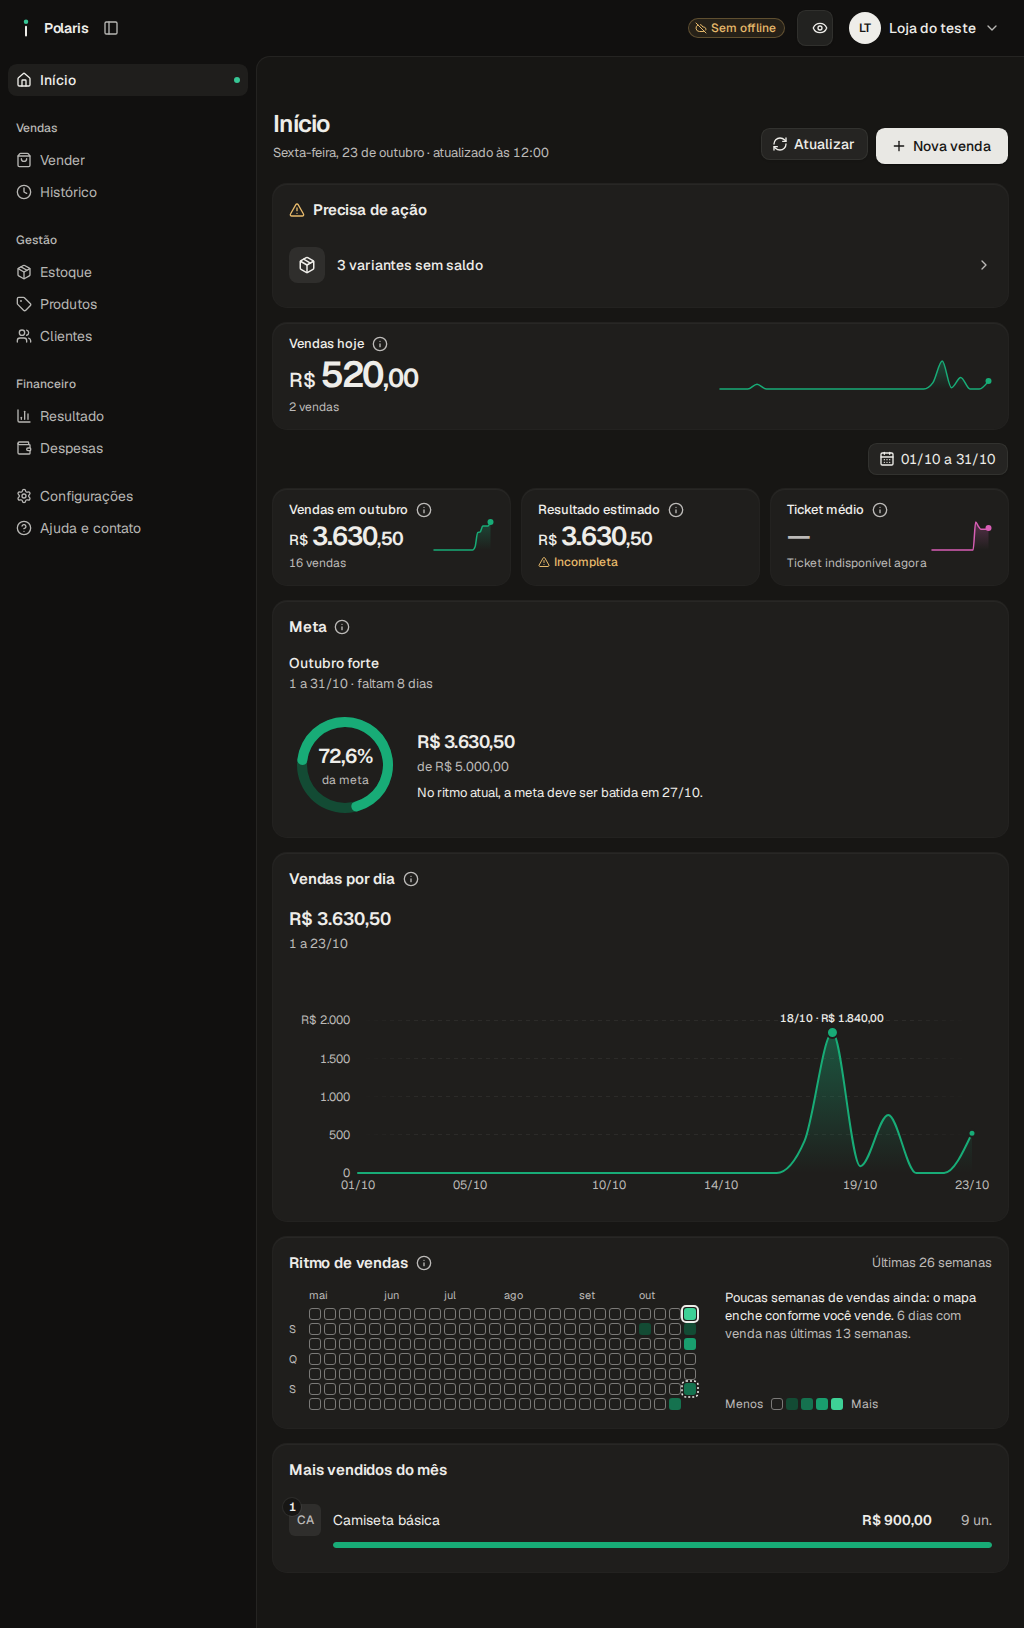 Polaris
Sem offline
LT
Loja do teste
Início
Vendas
Vender
Histórico
Gestão
Estoque
Produtos
Clientes
Financeiro
Resultado
Despesas
Configurações
Ajuda e contato
Início
Sexta-feira, 23 de outubro · atualizado às 12:00
Atualizar
Nova venda
Precisa de ação
3 variantes sem saldo
Vendas hoje
R$ 520,00
2 vendas
01/10 a 31/10
Vendas em outubro
R$ 3.630,50
16 vendas
Resultado estimado
R$ 3.630,50
Incompleta
Ticket médio
—
Ticket indisponível agora
Meta
Outubro forte
1 a 31/10 · faltam 8 dias
72,6%
da meta
R$ 3.630,50
de R$ 5.000,00
No ritmo atual, a meta deve ser batida em 27/10.
Vendas por dia
R$ 3.630,50
1 a 23/10
18/10 · R$ 1.840,00
R$ 2.000
1.500
1.000
500
0
01/10 05/10 10/10 14/10 19/10 23/10
Ritmo de vendas
Últimas 26 semanas
mai jun jul ago set out
S
Q
S
Poucas semanas de vendas ainda: o mapa
enche conforme você vende. 6 dias com
venda nas últimas 13 semanas.
Menos Mais
Mais vendidos do mês
1
CA
Camiseta básica
R$ 900,00
9 un.